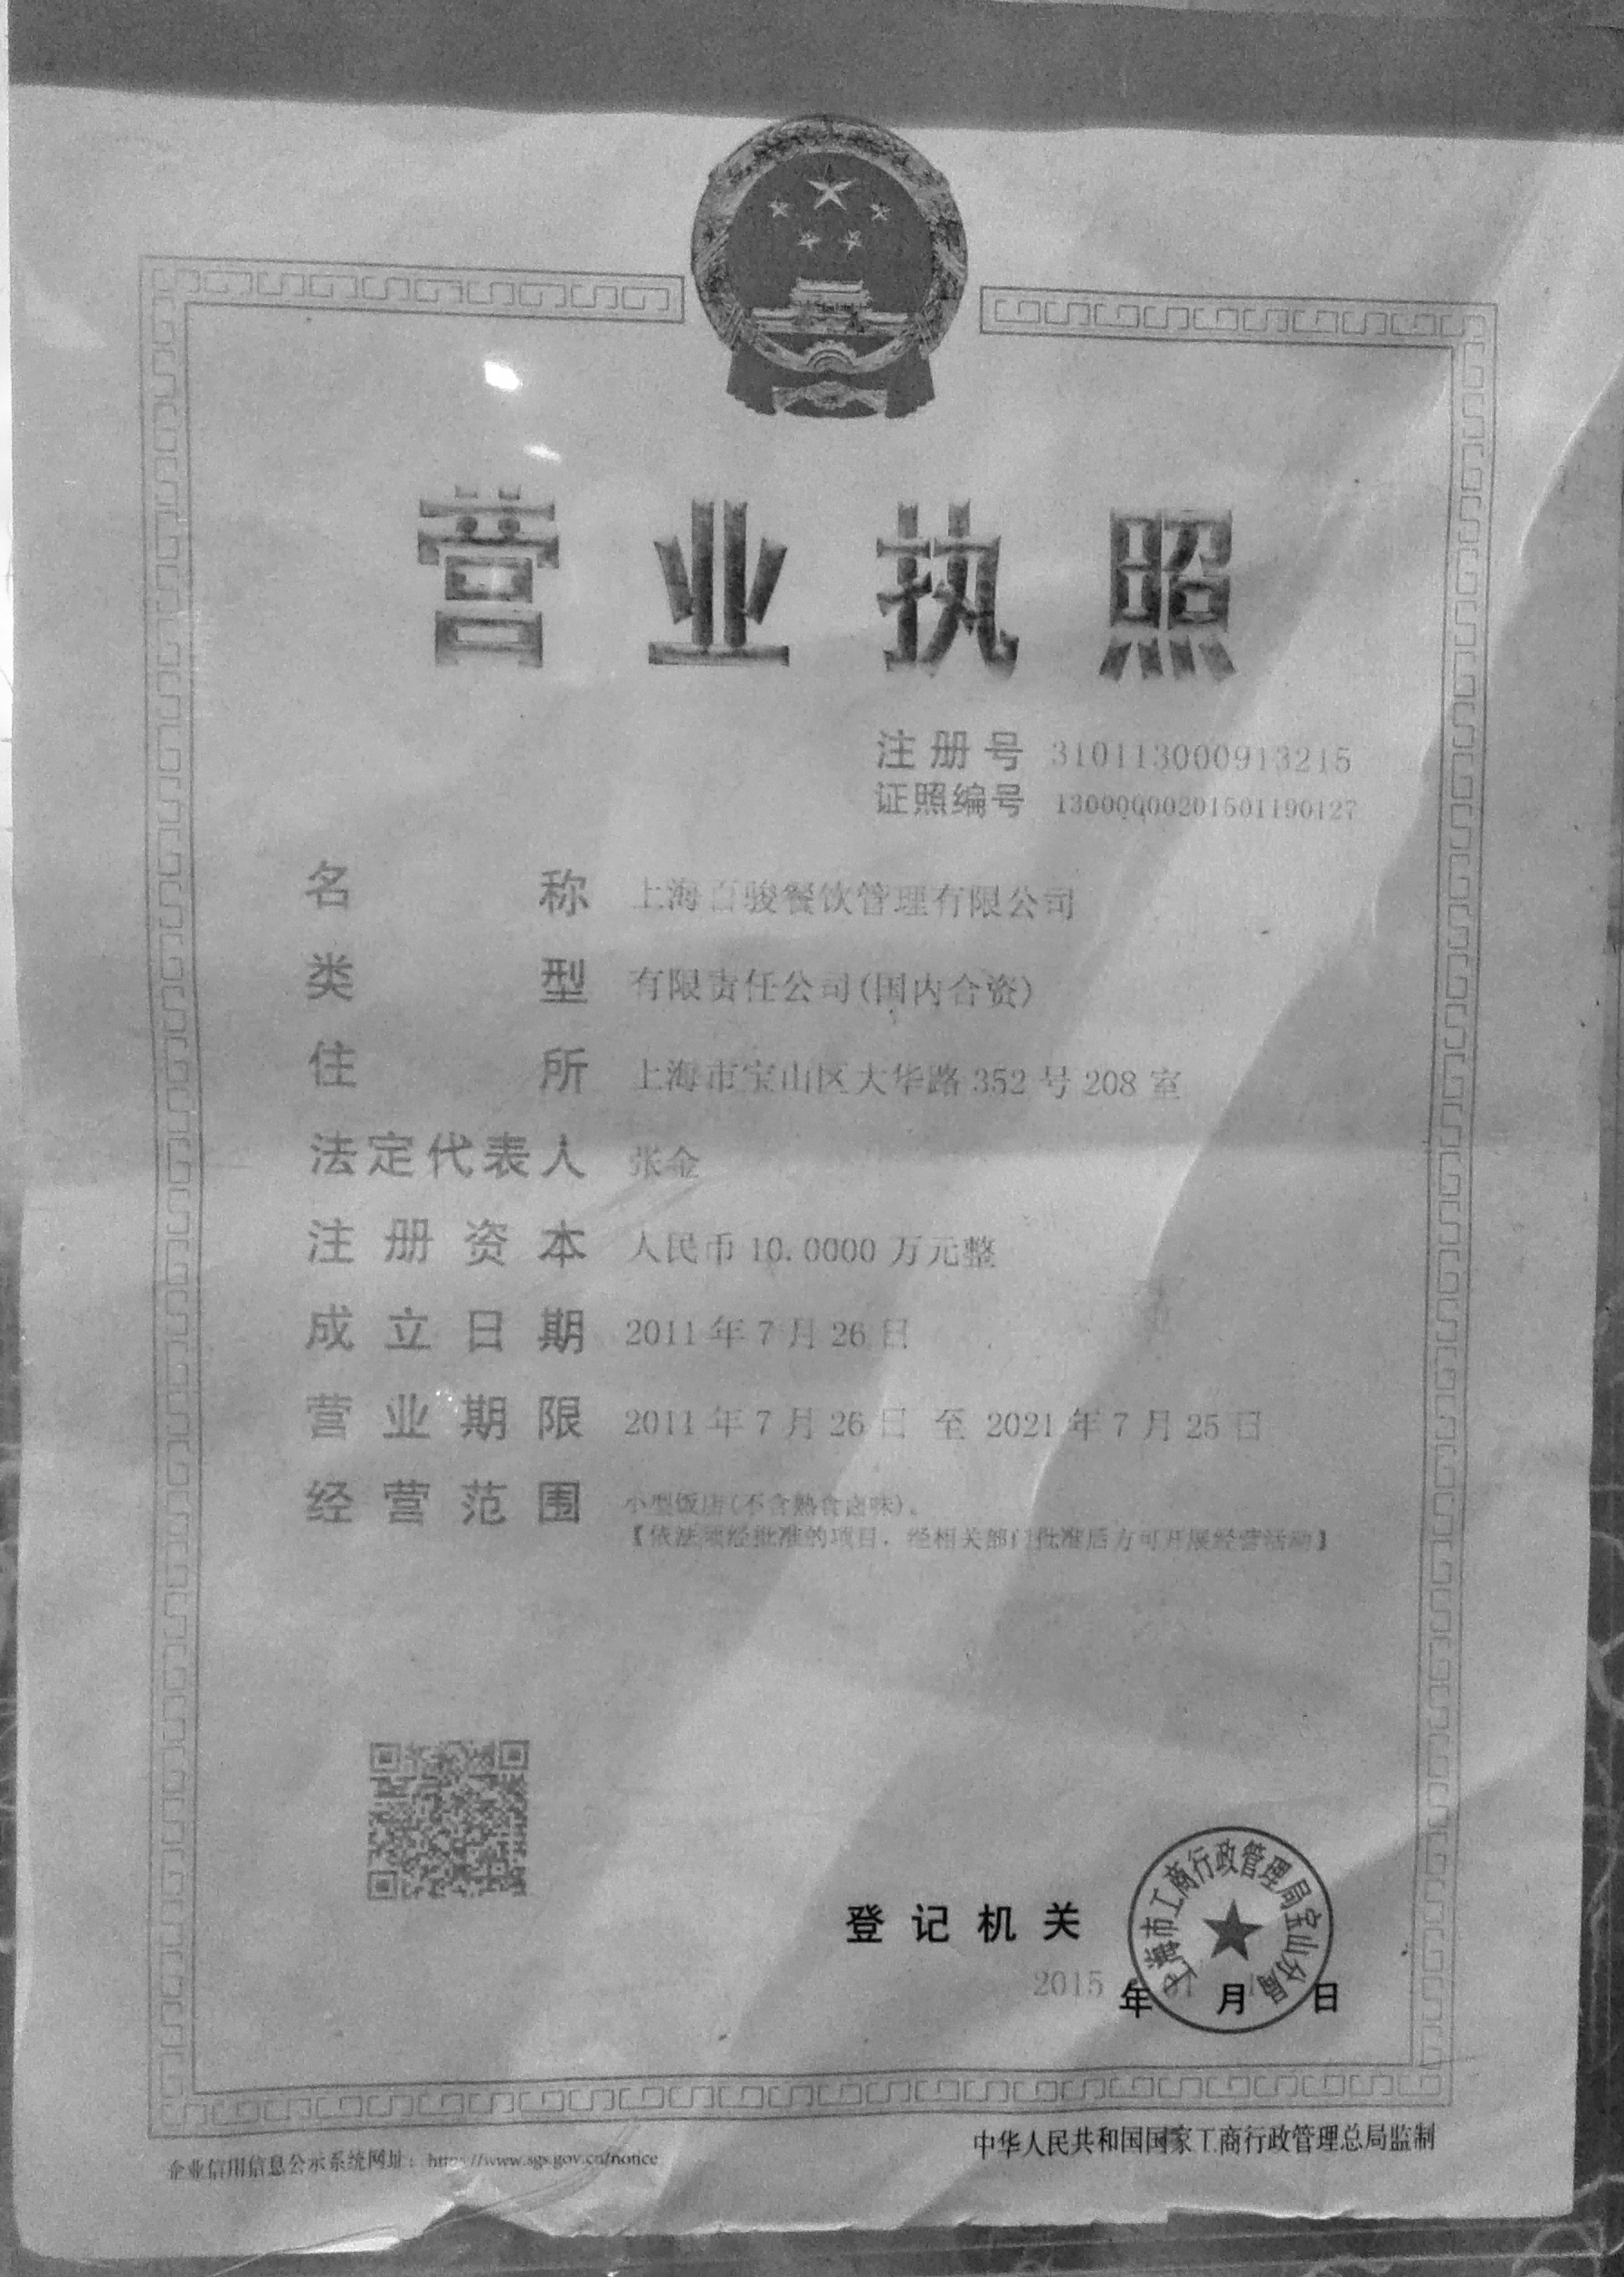 营业执照
注册号 310113000913215
证照编号 13000000201501190127
名称 上海百骏餐饮管理有限公司
类型 有限责任公司(国内合资)
住所 上海市宝山区大华路352号208室
法定代表人 张金
注册资本 人民币10.0000万元整
成立日期 2011年7月26日
营业期限 2011年7月26日 至 2021年7月25日
经营范围 小型饭店(不含熟食卤味)。
【依法须经批准的项目，经相关部门批准后方可开展经营活动】
登记机关
上海市工商行政管理局宝山分局
2015年01月 日
企业信用信息公示系统网址：https://www.sgs.gov.cn/notice
中华人民共和国国家工商行政管理总局监制